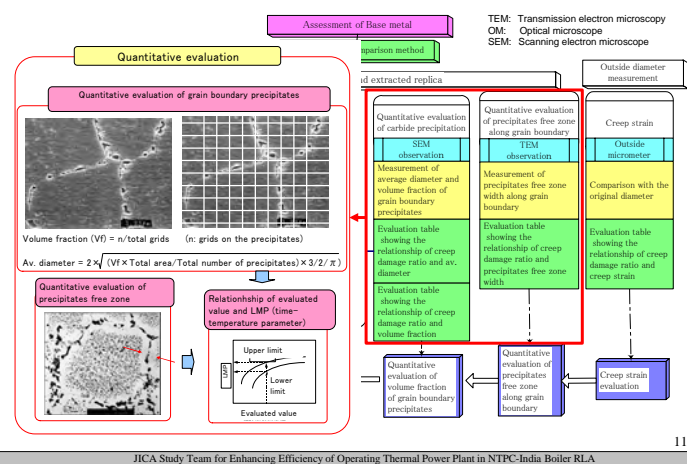 Assessment of Base metal
TEM: Transmission electron microscopy
OM: Optical microscope
SEM: Scanning electron microscope
mparison method
d extracted replica
Outside diameter
measurement
Quantitative evaluation
Quantitative evaluation of grain boundary precipitates
Volume fraction (Vf) = n/total grids
(n: grids on the precipitates)
Av. diameter = 2×√(Vf×Total area/Total number of precipitates)×3/2/π)
Quantitative evaluation of
precipitates free zone
Relationhship of evaluated
value and LMP (time-
temperature parameter)
Upper limit
Lower
limit
LMP
Evaluated value
Quantitative
evaluation
of carbide precipitation
SEM
observation
Measurement of
average diameter and
volume fraction of
grain boundary
precipitates
Evaluation table
showing the
relationship of creep
damage ratio and av.
diameter
Evaluation table
showing the
relationship of creep
damage ratio and
volume fraction
Quantitative
evaluation of
volume fraction
of grain boundary
precipitates
Quantitative evaluation
of precipitates free zone
along grain boundary
TEM
observation
Measurement of
precipitates free zone
width along grain
boundary
Evaluation table
showing the
relationship of creep
damage ratio and
precipitates free zone
width
Quantitative
evaluation of
precipitates
free zone
along grain
boundary
Creep strain
Outside
micrometer
Comparison with the
original diameter
Evaluation table
showing the
relationship of creep
damage ratio and
creep strain
Creep strain
evaluation
11
JICA Study Team for Enhancing Efficiency of Operating Thermal Power Plant in NTPC-India Boiler RLA